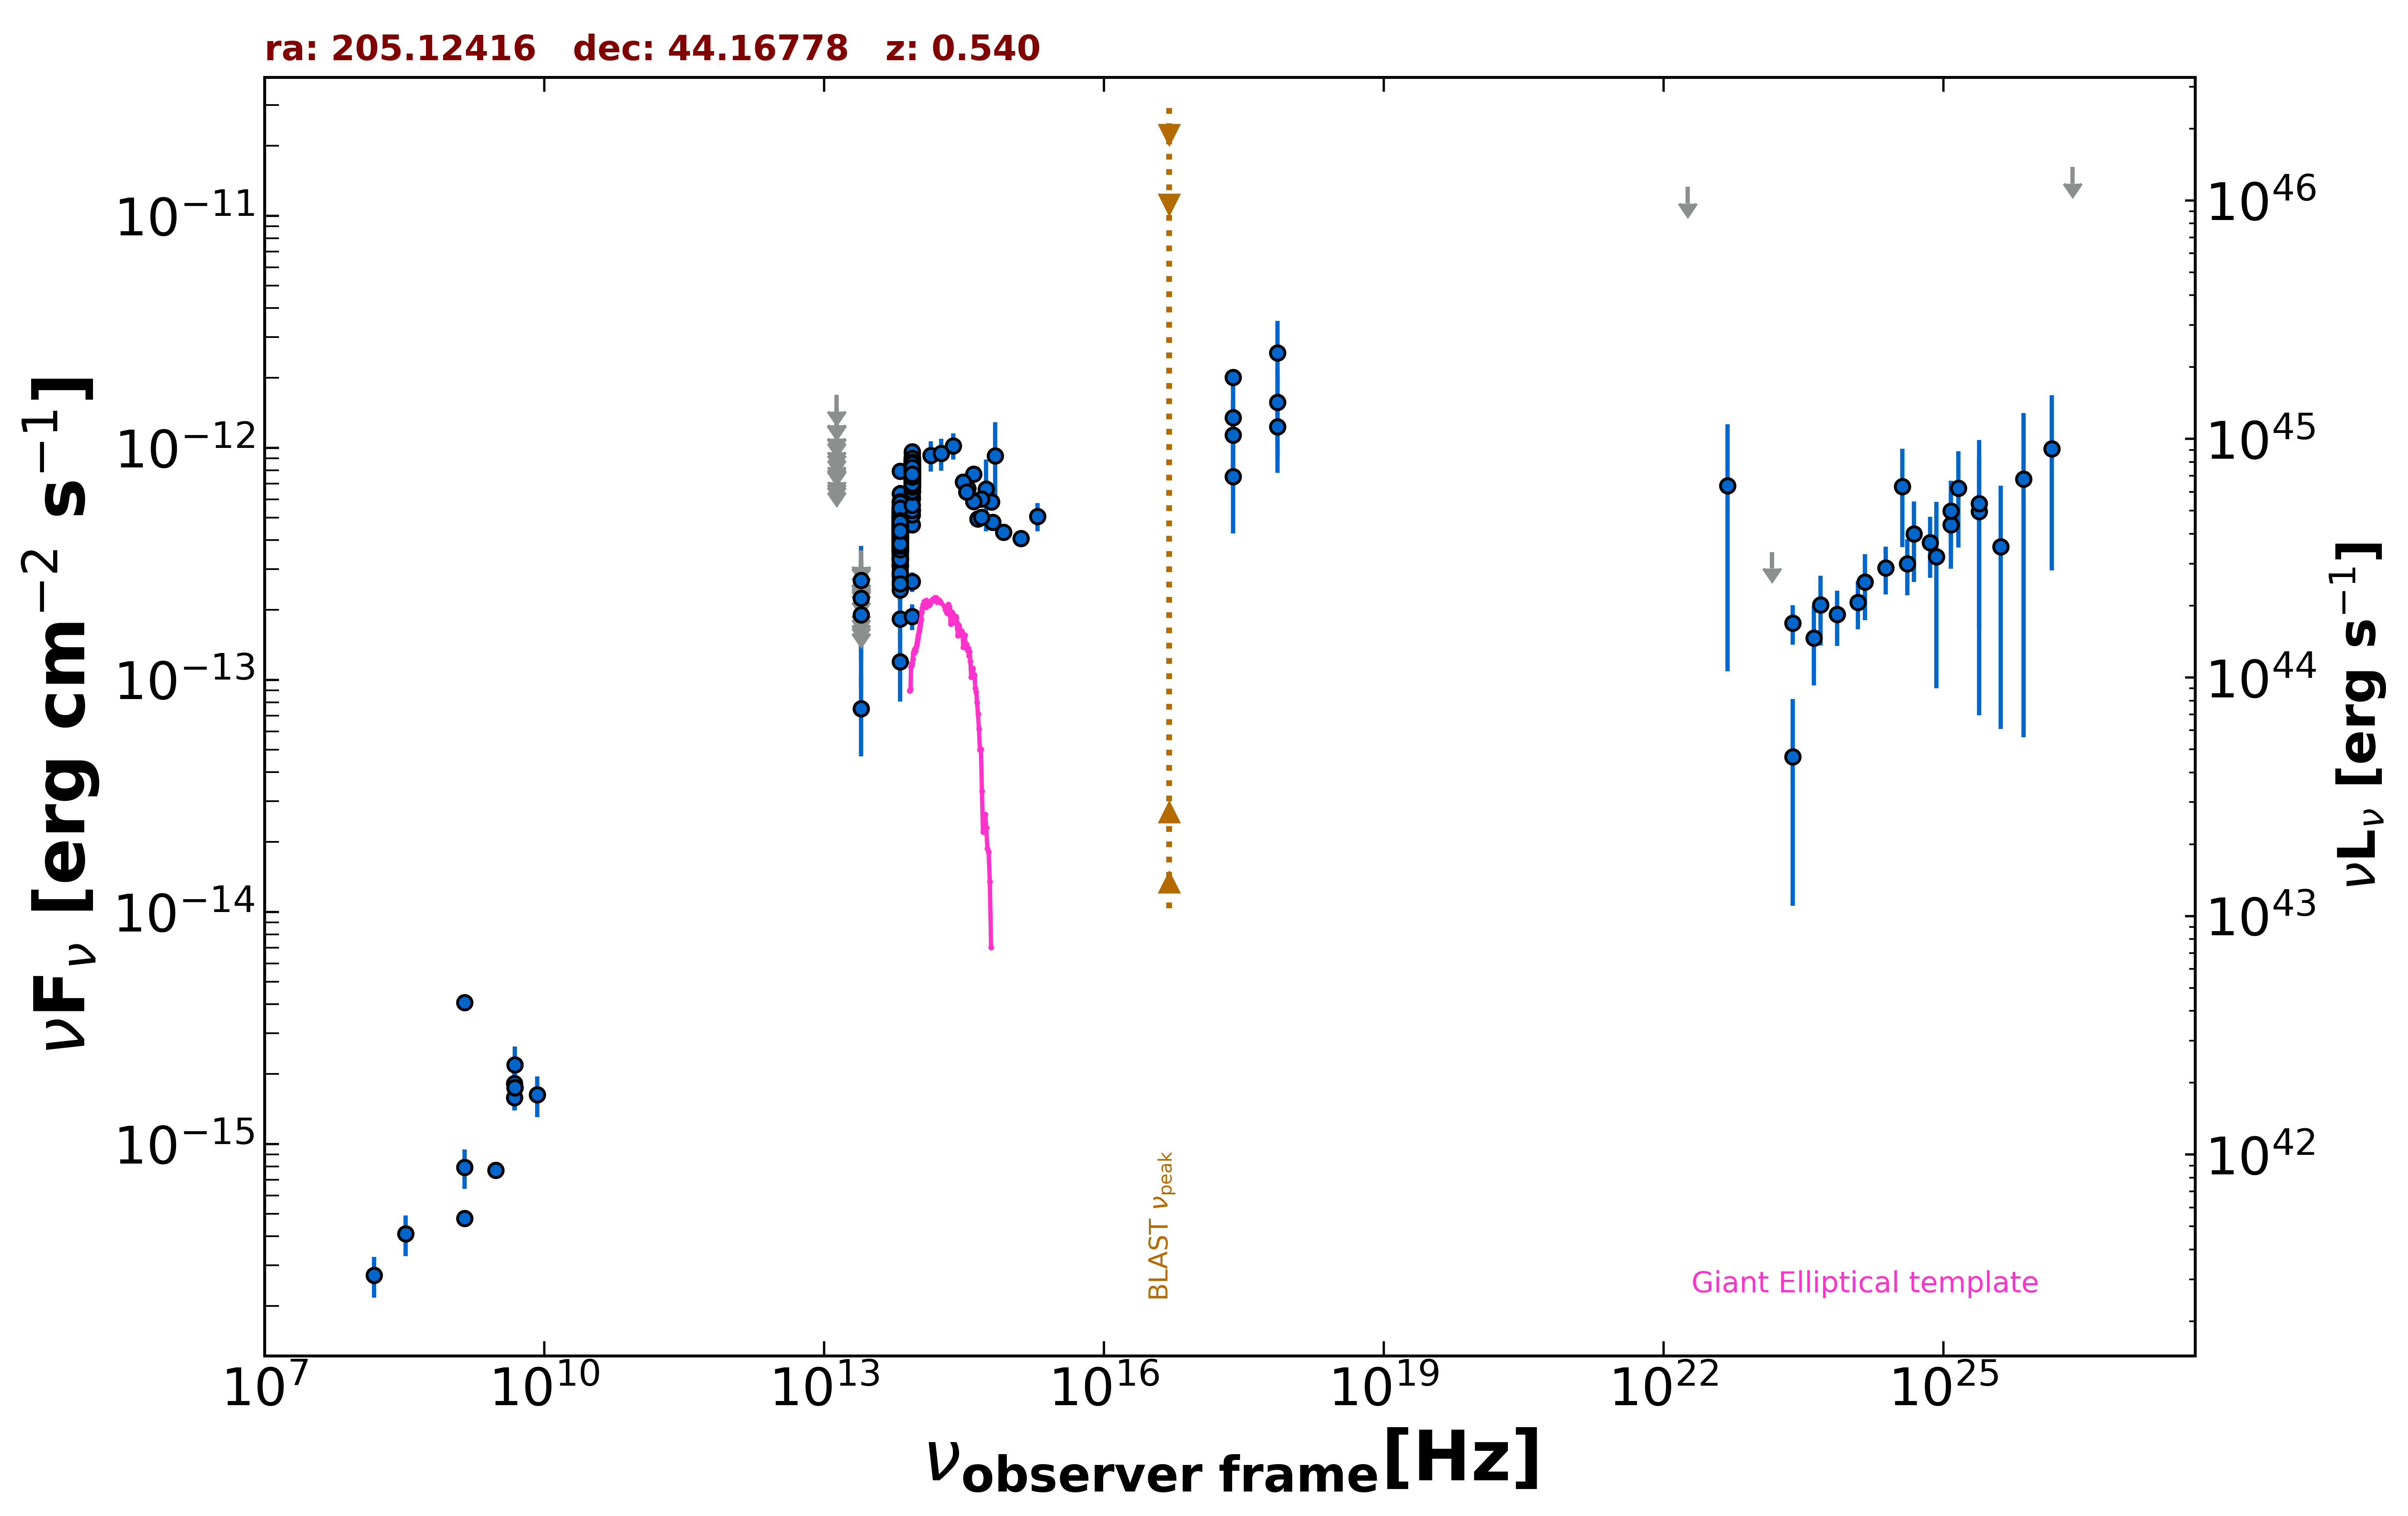 ra: 205.12416 dec: 44.16778 z: 0.540
νF_ν [erg cm^−2 s^−1]
10^−11
10^−12
10^−13
10^−14
10^−15
10^46
10^45
10^44
10^43
10^42
νL_ν [erg s^−1]
BLAST ν_peak
Giant Elliptical template
10^7 10^10 10^13 10^16 10^19 10^22 10^25
ν_observer frame [Hz]